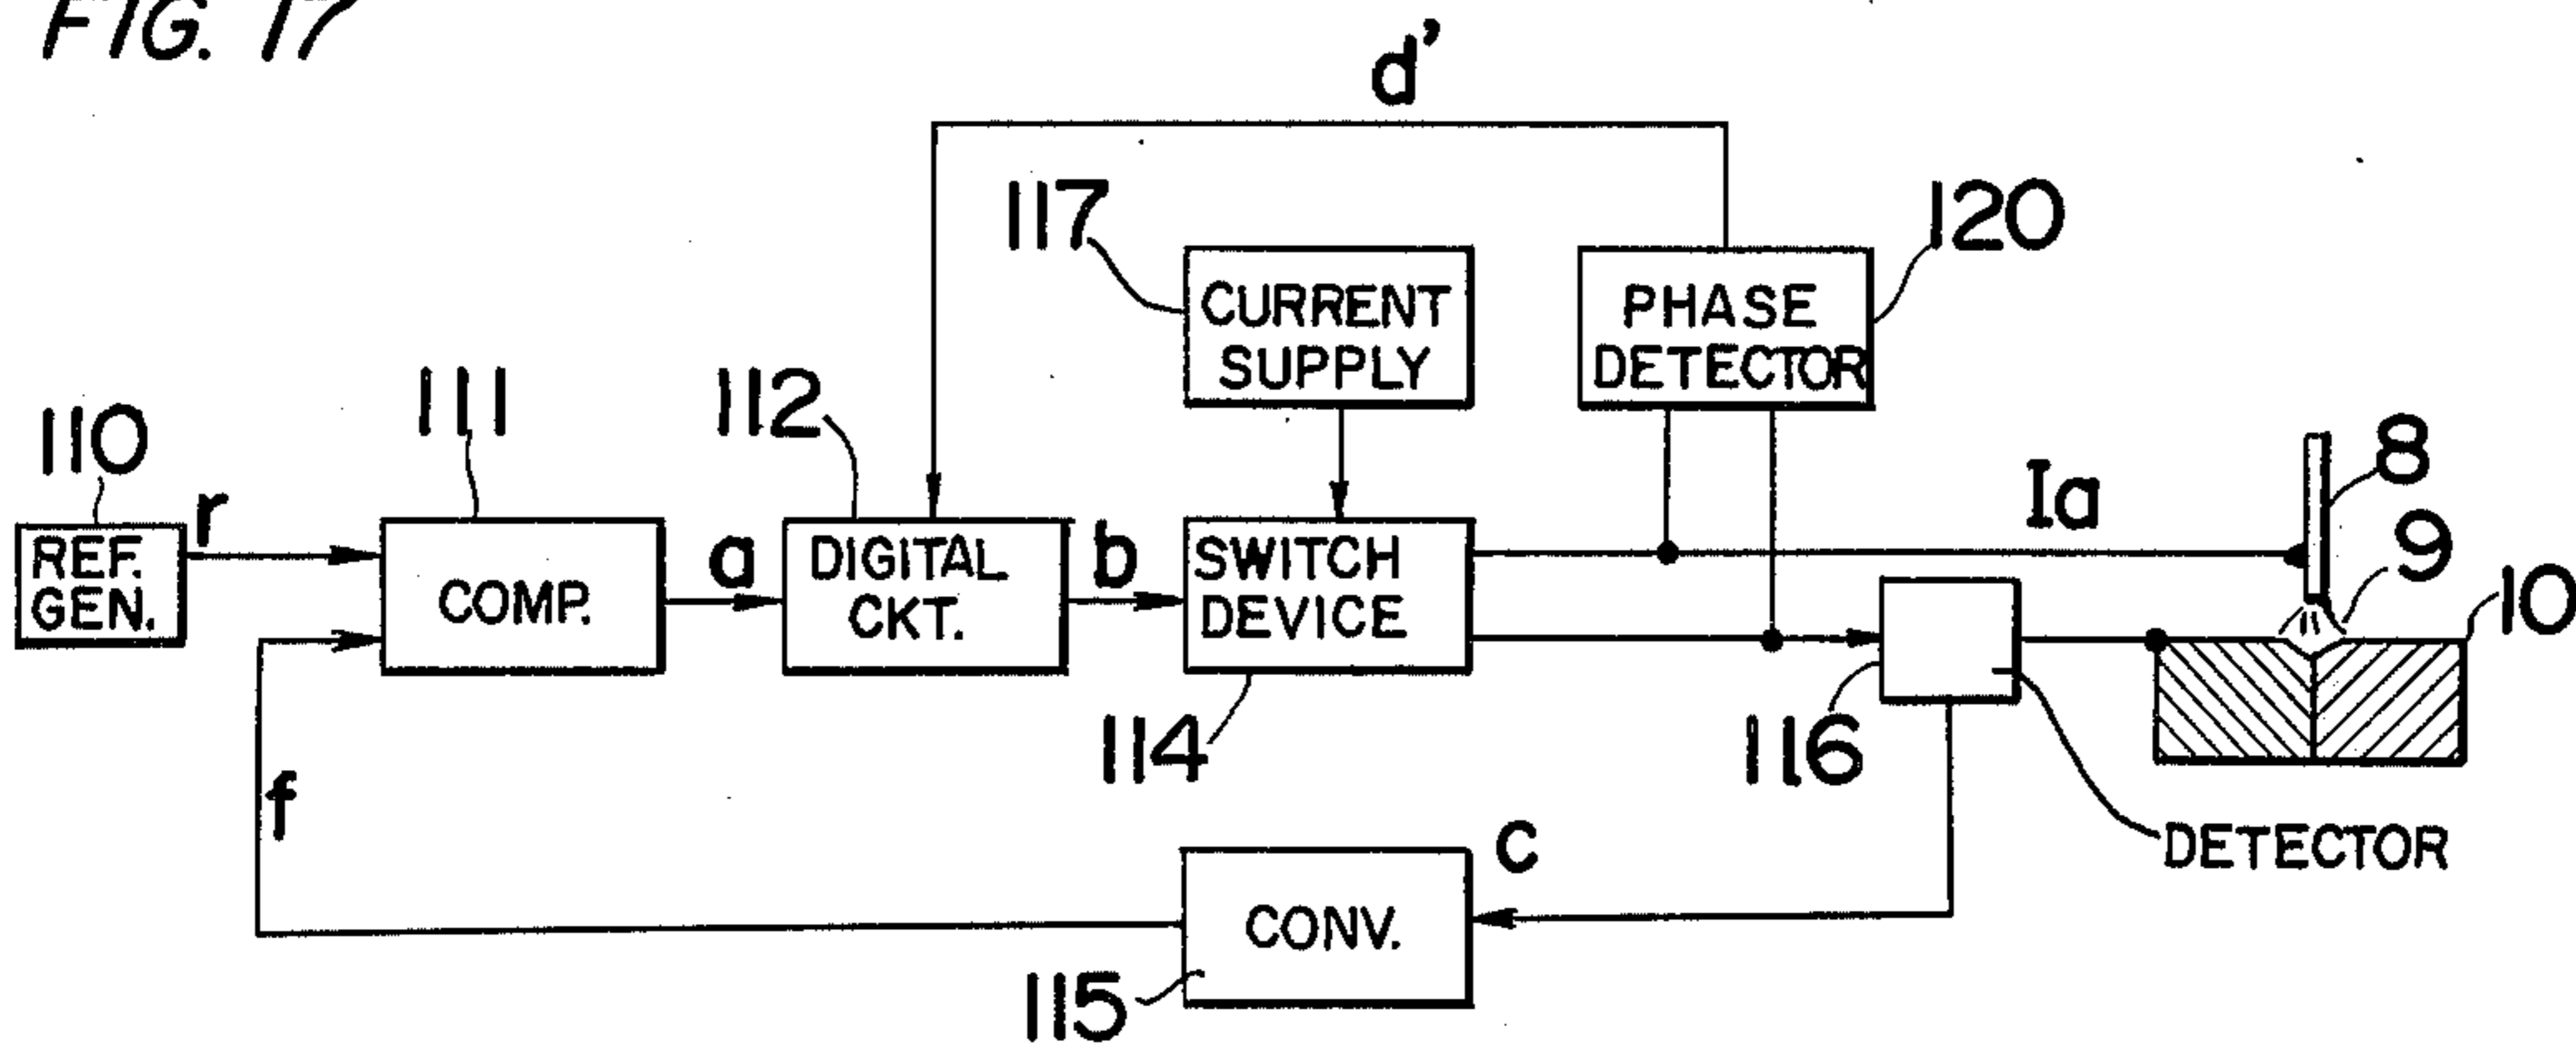 FIG. 17
d'
117
120
CURRENT
SUPPLY
PHASE
DETECTOR
110
111
112
8
r
Ia
9
REF.
GEN.
COMP.
a
DIGITAL
CKT.
b
SWITCH
DEVICE
10
f
114
116
DETECTOR
c
CONV.
115